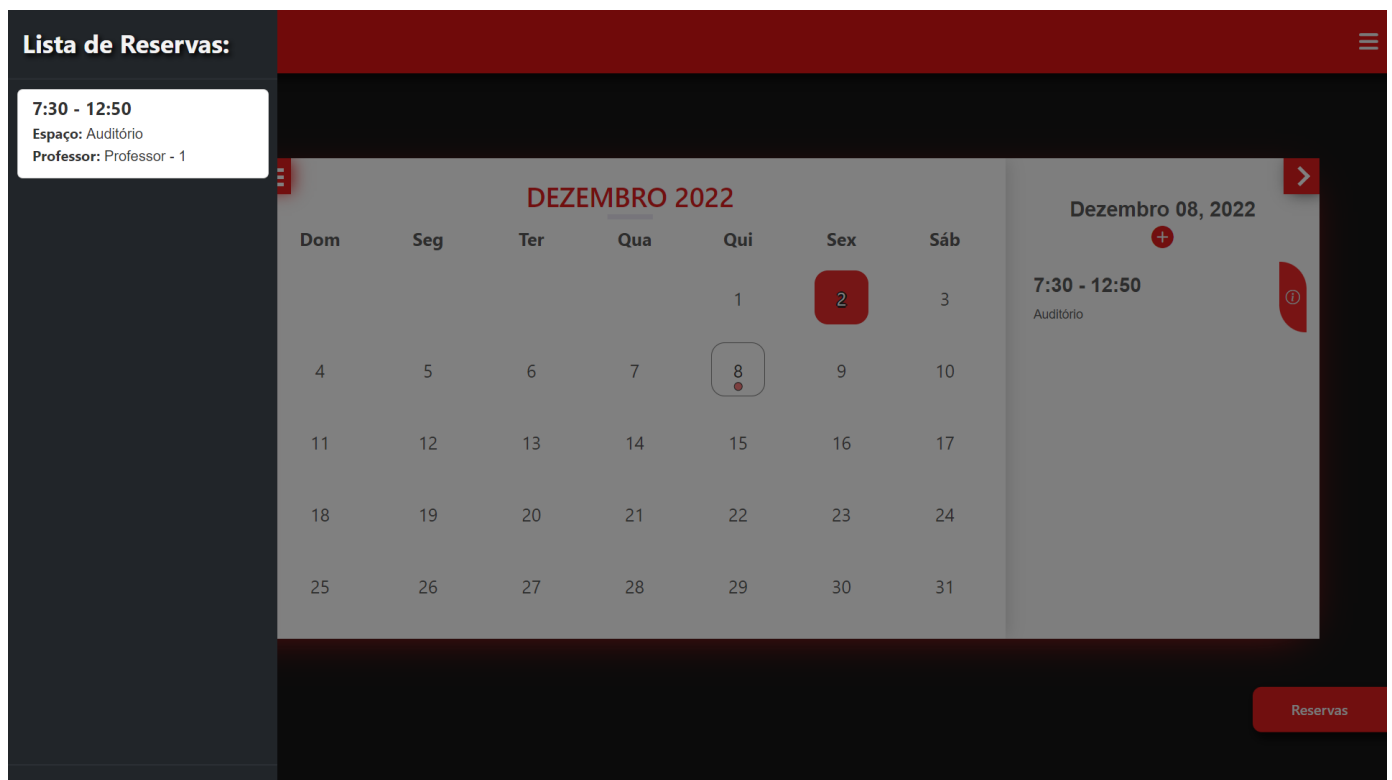 Lista de Reservas:
7:30 - 12:50
Espaço: Auditório
Professor: Professor - 1
DEZEMBRO 2022
Dom Seg Ter Qua Qui Sex Sáb
1 2 3
4 5 6 7 8 9 10
11 12 13 14 15 16 17
18 19 20 21 22 23 24
25 26 27 28 29 30 31
Dezembro 08, 2022
7:30 - 12:50
Auditório
Reservas